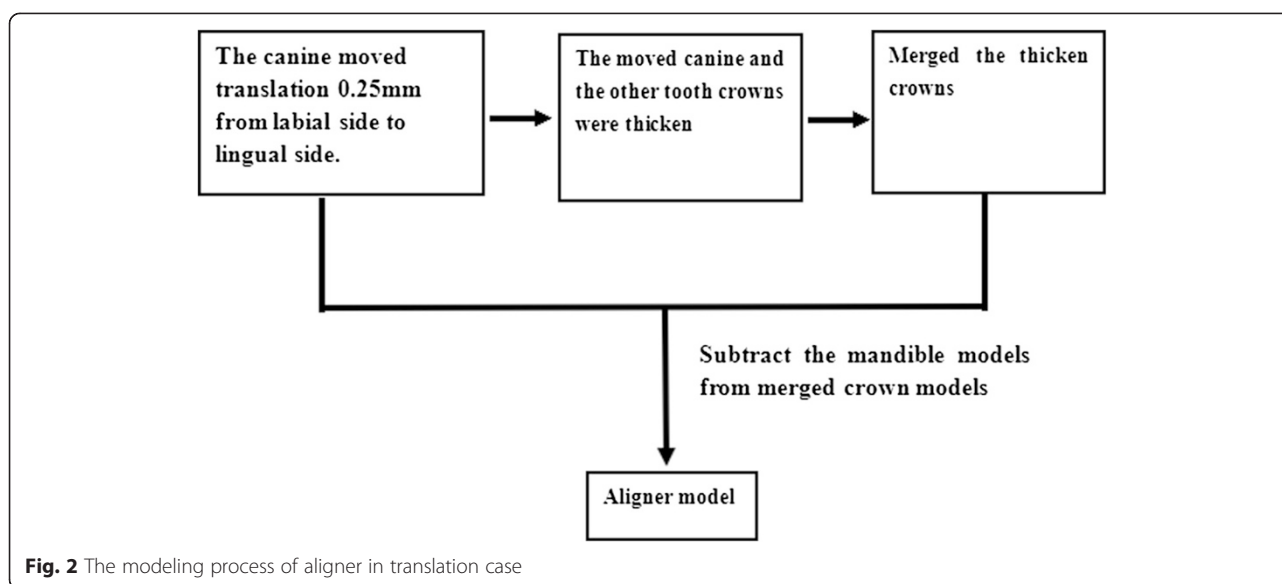 The canine moved
translation 0.25mm
from labial side to
lingual side.
The moved canine and
the other tooth crowns
were thicken
Merged the thicken
crowns
Subtract the mandible models
from merged crown models
Aligner model
Fig. 2 The modeling process of aligner in translation case